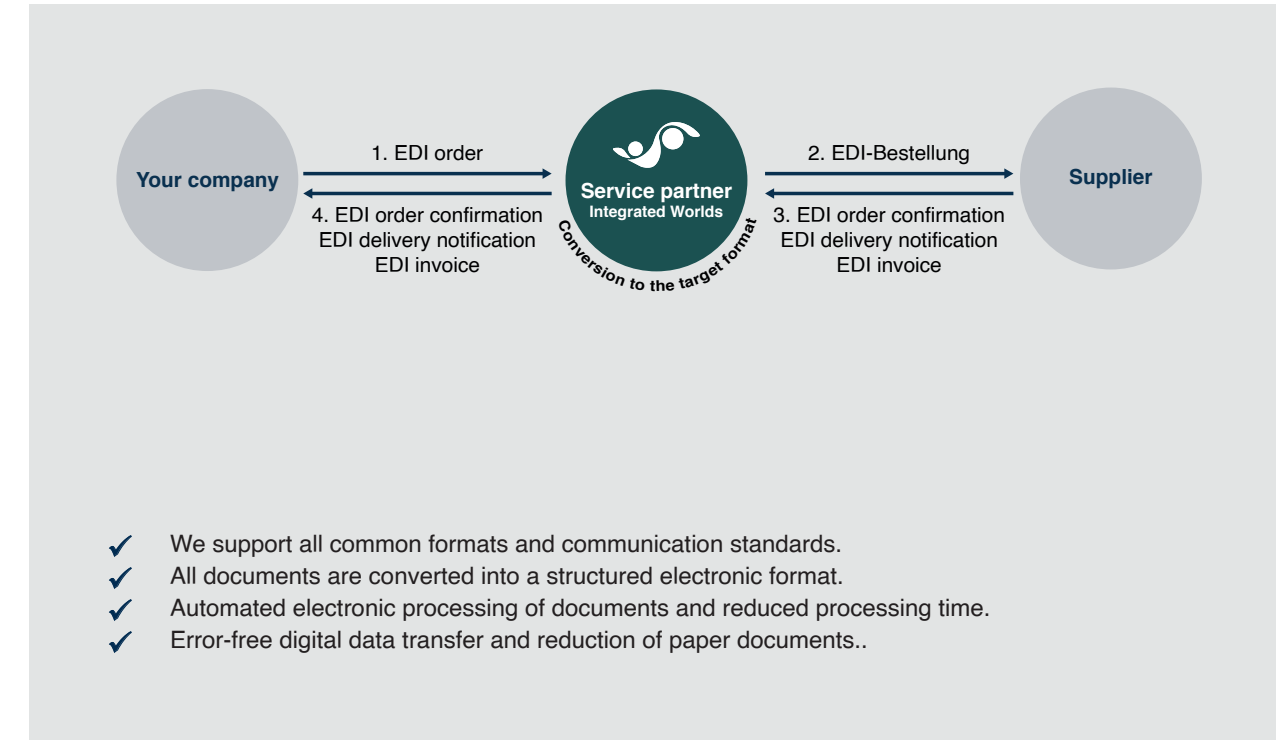 Your company
1. EDI order
4. EDI order confirmation
EDI delivery notification
EDI invoice
Service partner
Integrated Worlds
Conversion to the target format
2. EDI-Bestellung
3. EDI order confirmation
EDI delivery notification
EDI invoice
Supplier
We support all common formats and communication standards.
All documents are converted into a structured electronic format.
Automated electronic processing of documents and reduced processing time.
Error-free digital data transfer and reduction of paper documents..